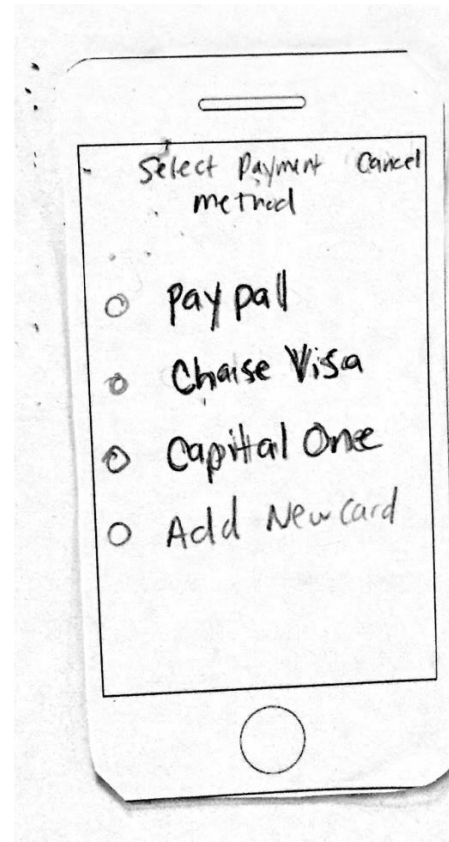 Select Payment Cancel
method
Pay pall
Chaise Visa
Capital One
Add New Card